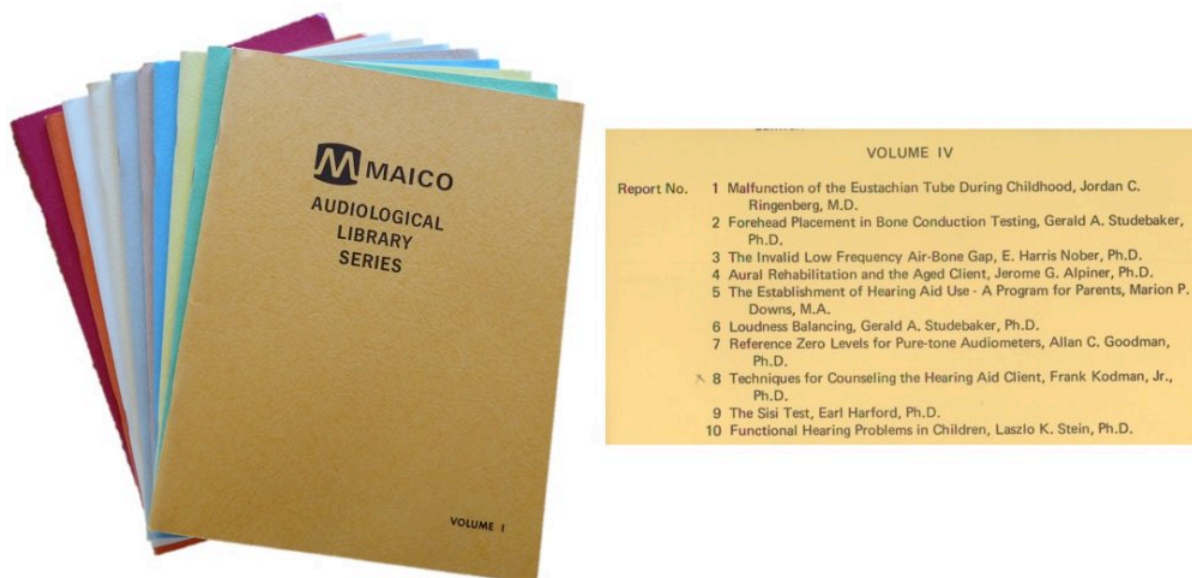 MAICO
AUDIOLOGICAL
LIBRARY
SERIES
VOLUME I
VOLUME IV
Report No. 1 Malfunction of the Eustachian Tube During Childhood, Jordan C.
Ringenberg, M.D.
2 Forehead Placement in Bone Conduction Testing, Gerald A. Studebaker,
Ph.D.
3 The Invalid Low Frequency Air-Bone Gap, E. Harris Nober, Ph.D.
4 Aural Rehabilitation and the Aged Client, Jerome G. Alpiner, Ph.D.
5 The Establishment of Hearing Aid Use - A Program for Parents, Marion P.
Downs, M.A.
6 Loudness Balancing, Gerald A. Studebaker, Ph.D.
7 Reference Zero Levels for Pure-tone Audiometers, Allan C. Goodman,
Ph.D.
8 Techniques for Counseling the Hearing Aid Client, Frank Kodman, Jr.,
Ph.D.
9 The Sisi Test, Earl Harford, Ph.D.
10 Functional Hearing Problems in Children, Laszlo K. Stein, Ph.D.